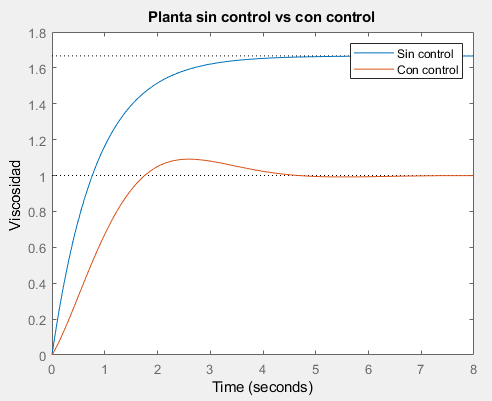 Planta sin control vs con control
1.8
1.6
1.4
1.2
1
0.8
0.6
0.4
0.2
0
Viscosidad
Sin control
Con control
0 1 2 3 4 5 6 7 8
Time (seconds)